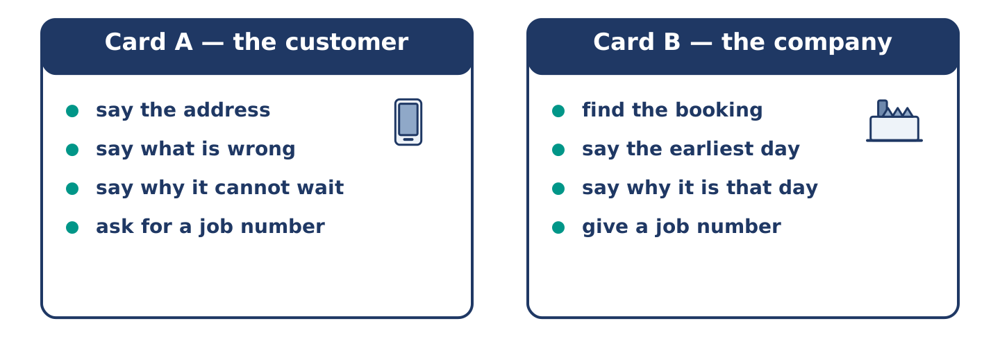 Card A — the customer
say the address
say what is wrong
say why it cannot wait
ask for a job number
Card B — the company
find the booking
say the earliest day
say why it is that day
give a job number